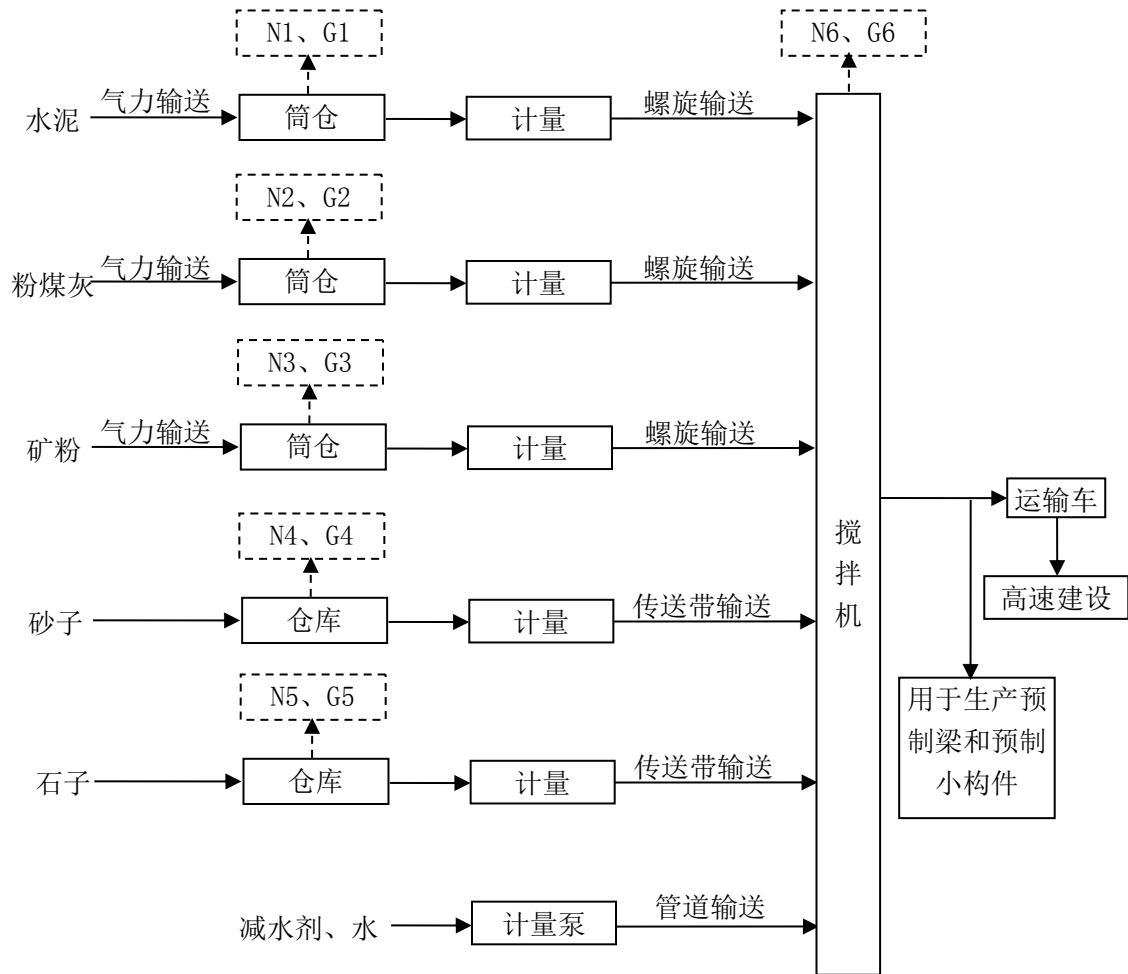 N1、G1
N6、G6
水泥
气力输送
筒仓
计量
螺旋输送
N2、G2
粉煤灰
气力输送
筒仓
计量
螺旋输送
N3、G3
矿粉
气力输送
筒仓
计量
螺旋输送
搅
拌
机
运输车
高速建设
N4、G4
砂子
仓库
计量
传送带输送
N5、G5
石子
仓库
计量
传送带输送
用于生产预
制梁和预制
小构件
减水剂、水
计量泵
管道输送